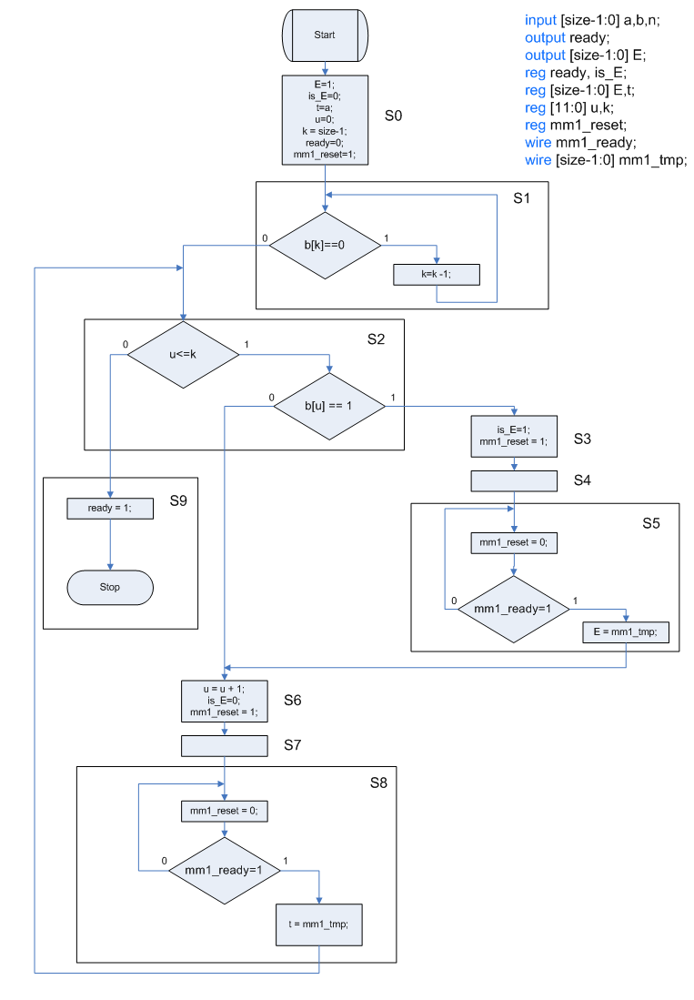 Start
input [size-1:0] a,b,n;
output ready;
output [size-1:0] E;
reg ready, is_E;
reg [size-1:0] E,t;
reg [11:0] u,k;
reg mm1_reset;
wire mm1_ready;
wire [size-1:0] mm1_tmp;
E=1;
is_E=0;
t=a;
u=0;
k = size-1;
ready=0;
mm1_reset=1;
S0
S1
0
b[k]==0
1
k=k -1;
S2
0
u<=k
1
0
b[u] == 1
1
is_E=1;
mm1_reset = 1;
S3
S4
S9
ready = 1;
Stop
S5
mm1_reset = 0;
0
mm1_ready=1
1
E = mm1_tmp;
u = u + 1;
is_E=0;
mm1_reset = 1;
S6
S7
S8
mm1_reset = 0;
0
mm1_ready=1
1
t = mm1_tmp;